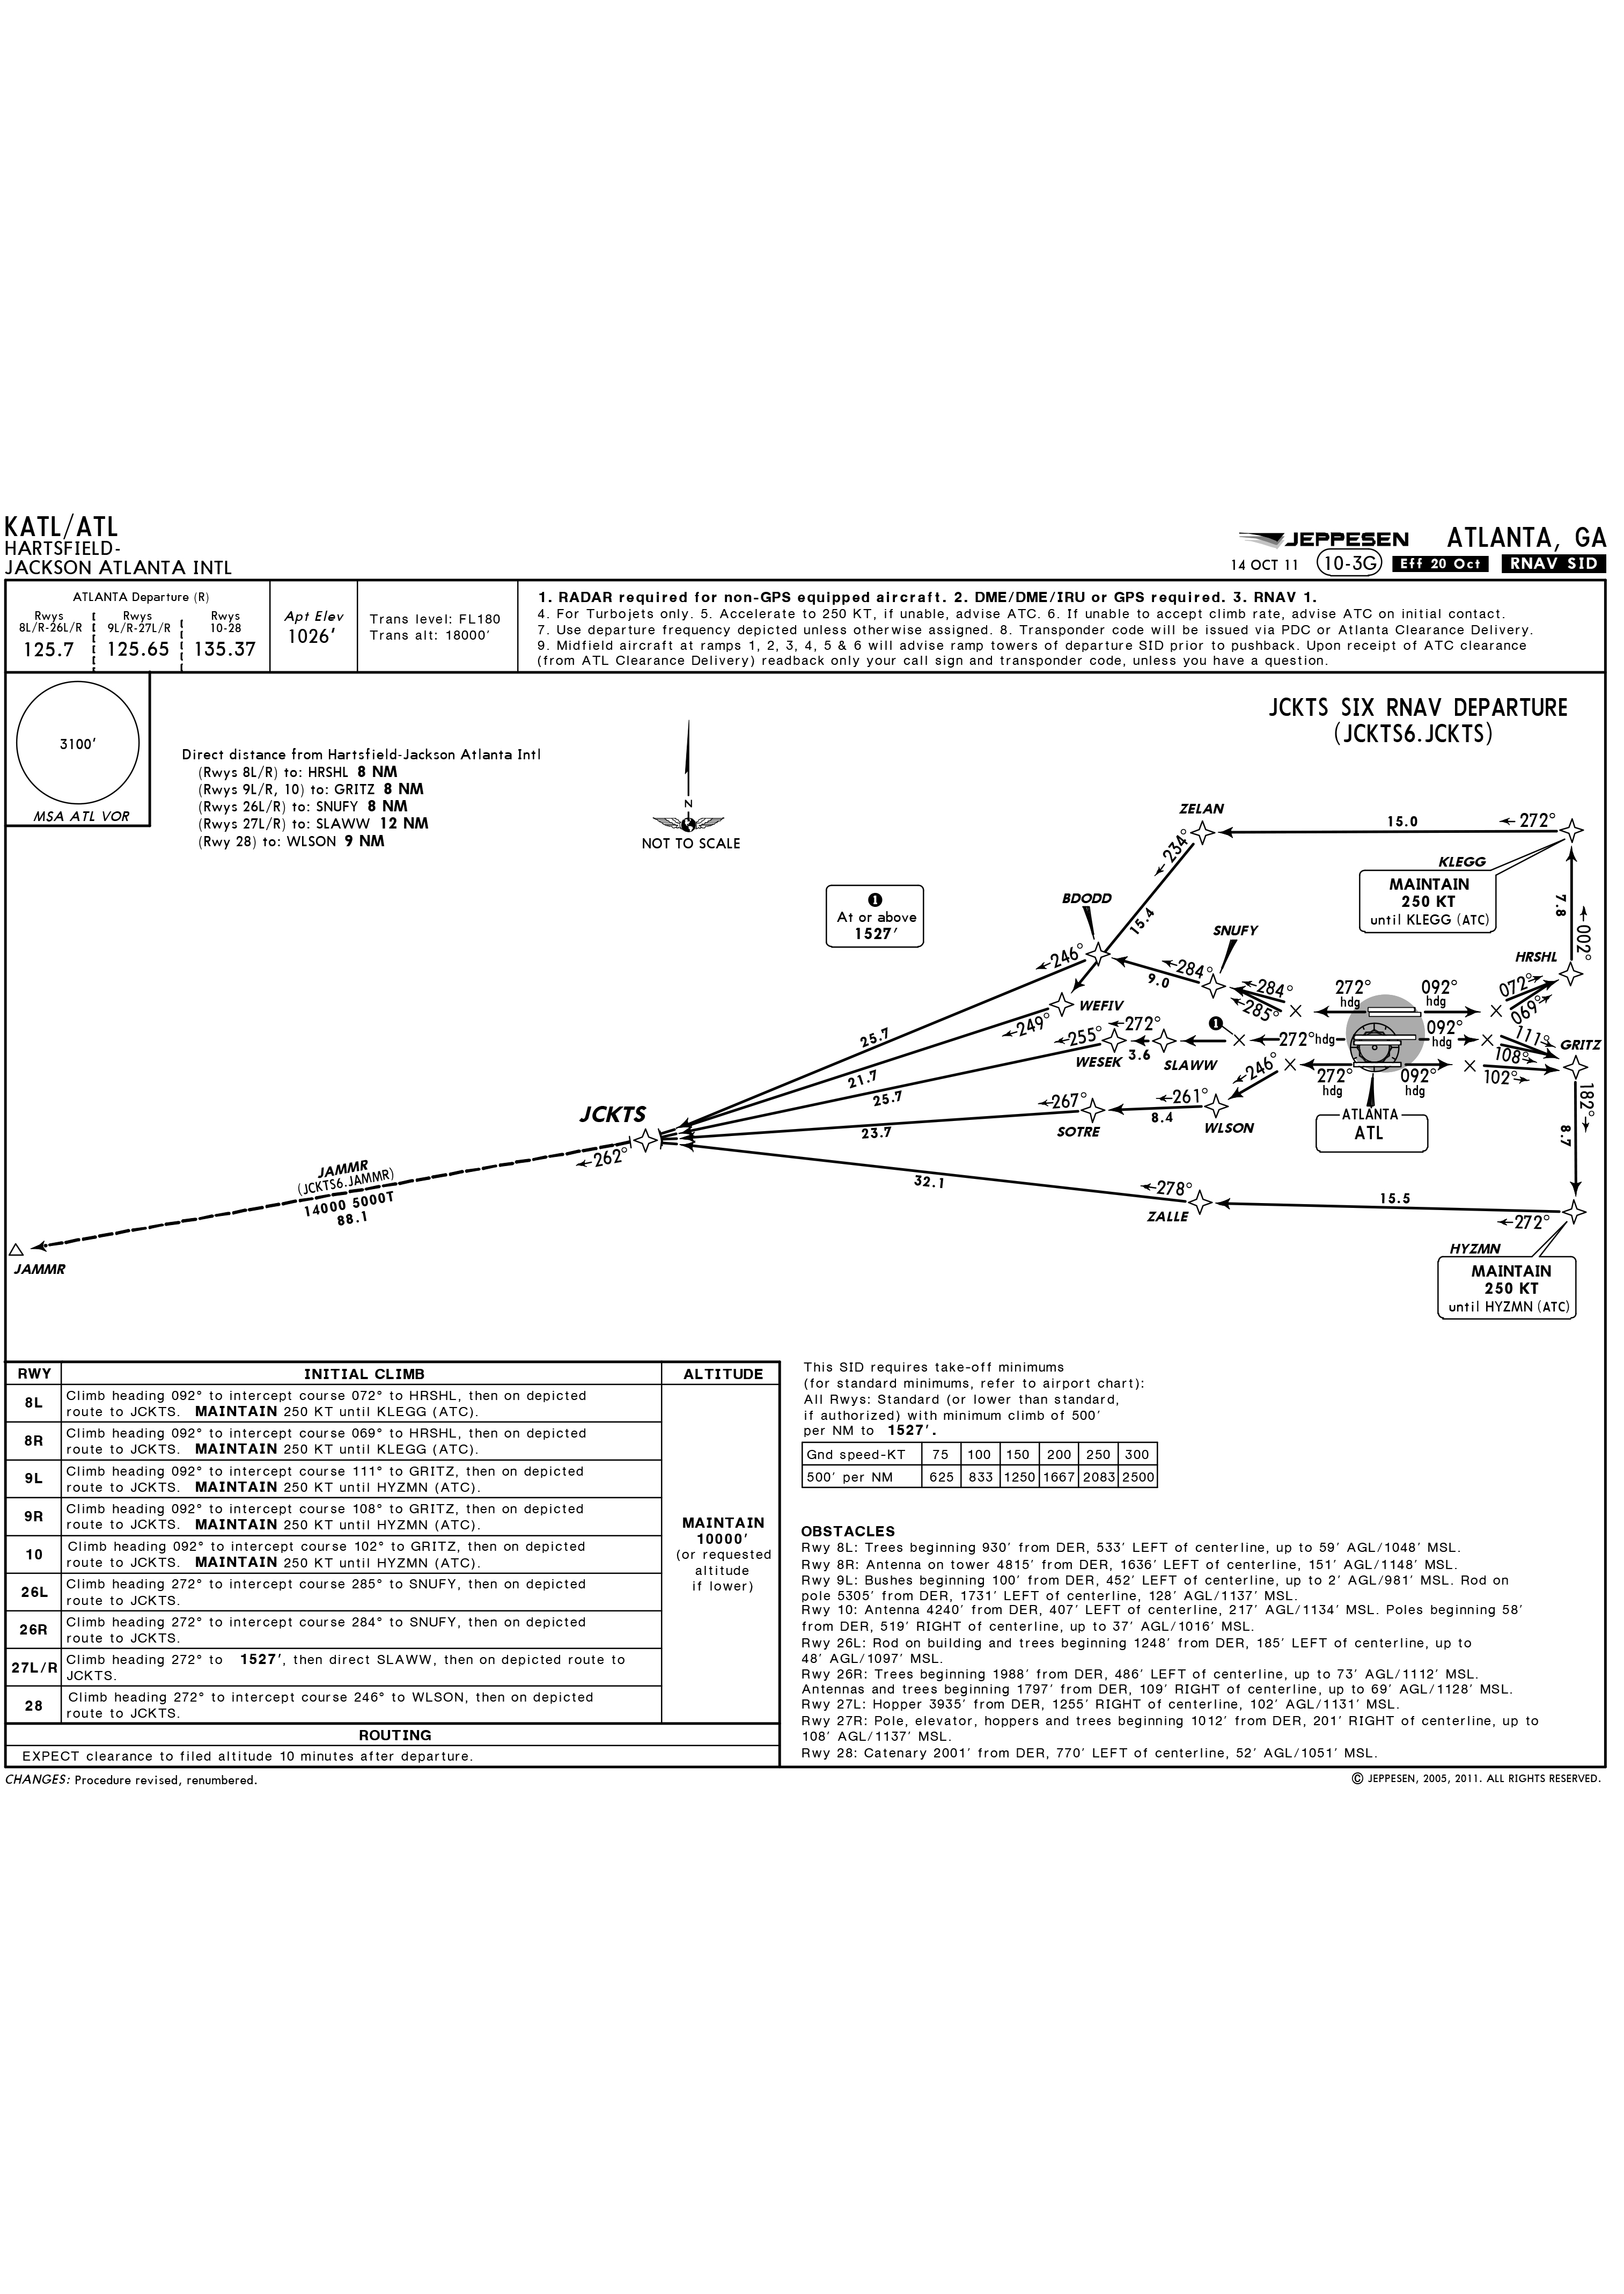 KATL/ATL
HARTSFIELD-
JACKSON ATLANTA INTL
JEPPESEN
ATLANTA, GA
14 OCT 11
10-3G
Eff 20 Oct
RNAV SID
ATLANTA Departure (R)
Rwys
8L/R-26L/R
125.7
Rwys
9L/R-27L/R
125.65
Rwys
10-28
135.37
Apt Elev
1026'
Trans level: FL180
Trans alt: 18000'
1. RADAR required for non-GPS equipped aircraft. 2. DME/DME/IRU or GPS required. 3. RNAV 1.
4. For Turbojets only. 5. Accelerate to 250 KT, if unable, advise ATC. 6. If unable to accept climb rate, advise ATC on initial contact.
7. Use departure frequency depicted unless otherwise assigned. 8. Transponder code will be issued via PDC or Atlanta Clearance Delivery.
9. Midfield aircraft at ramps 1, 2, 3, 4, 5 & 6 will advise ramp towers of departure SID prior to pushback. Upon receipt of ATC clearance
(from ATL Clearance Delivery) readback only your call sign and transponder code, unless you have a question.
3100'
MSA ATL VOR
Direct distance from Hartsfield-Jackson Atlanta Intl
(Rwys 8L/R) to: HRSHL 8 NM
(Rwys 9L/R, 10) to: GRITZ 8 NM
(Rwys 26L/R) to: SNUFY 8 NM
(Rwys 27L/R) to: SLAWW 12 NM
(Rwy 28) to: WLSON 9 NM
N
NOT TO SCALE
JCKTS SIX RNAV DEPARTURE
(JCKTS6.JCKTS)
ZELAN
15.0
272°
234°
15.4
KLEGG
MAINTAIN
250 KT
until KLEGG (ATC)
7.8
002°
1
At or above
1527'
BDODD
246°
SNUFY
284°
9.0
284°
285°
HRSHL
072°
069°
272°
hdg
092°
hdg
WEFIV
249°
25.7
255°
272°
1
272°hdg
092°
hdg
111°
108°
GRITZ
WESEK
3.6
SLAWW
246°
272°
hdg
092°
hdg
102°
182°
8.7
21.7
25.7
ATLANTA
ATL
JCKTS
267°
261°
8.4
WLSON
SOTRE
23.7
262°
JAMMR
(JCKTS6.JAMMR)
14000 5000T
88.1
JAMMR
32.1
278°
ZALLE
15.5
272°
HYZMN
MAINTAIN
250 KT
until HYZMN (ATC)
RWY
INITIAL CLIMB
ALTITUDE
8L
Climb heading 092° to intercept course 072° to HRSHL, then on depicted
route to JCKTS. MAINTAIN 250 KT until KLEGG (ATC).
8R
Climb heading 092° to intercept course 069° to HRSHL, then on depicted
route to JCKTS. MAINTAIN 250 KT until KLEGG (ATC).
9L
Climb heading 092° to intercept course 111° to GRITZ, then on depicted
route to JCKTS. MAINTAIN 250 KT until HYZMN (ATC).
9R
Climb heading 092° to intercept course 108° to GRITZ, then on depicted
route to JCKTS. MAINTAIN 250 KT until HYZMN (ATC).
10
Climb heading 092° to intercept course 102° to GRITZ, then on depicted
route to JCKTS. MAINTAIN 250 KT until HYZMN (ATC).
26L
Climb heading 272° to intercept course 285° to SNUFY, then on depicted
route to JCKTS.
26R
Climb heading 272° to intercept course 284° to SNUFY, then on depicted
route to JCKTS.
27L/R
Climb heading 272° to 1527', then direct SLAWW, then on depicted route to
JCKTS.
28
Climb heading 272° to intercept course 246° to WLSON, then on depicted
route to JCKTS.
MAINTAIN
10000'
(or requested
altitude
if lower)
ROUTING
EXPECT clearance to filed altitude 10 minutes after departure.
This SID requires take-off minimums
(for standard minimums, refer to airport chart):
All Rwys: Standard (or lower than standard,
if authorized) with minimum climb of 500'
per NM to 1527'.
Gnd speed-KT 75 100 150 200 250 300
500' per NM 625 833 1250 1667 2083 2500
OBSTACLES
Rwy 8L: Trees beginning 930' from DER, 533' LEFT of centerline, up to 59' AGL/1048' MSL.
Rwy 8R: Antenna on tower 4815' from DER, 1636' LEFT of centerline, 151' AGL/1148' MSL.
Rwy 9L: Bushes beginning 100' from DER, 452' LEFT of centerline, up to 2' AGL/981' MSL. Rod on
pole 5305' from DER, 1731' LEFT of centerline, 128' AGL/1137' MSL.
Rwy 10: Antenna 4240' from DER, 407' LEFT of centerline, 217' AGL/1134' MSL. Poles beginning 58'
from DER, 519' RIGHT of centerline, up to 37' AGL/1016' MSL.
Rwy 26L: Rod on building and trees beginning 1248' from DER, 185' LEFT of centerline, up to
48' AGL/1097' MSL.
Rwy 26R: Trees beginning 1988' from DER, 486' LEFT of centerline, up to 73' AGL/1112' MSL.
Antennas and trees beginning 1797' from DER, 109' RIGHT of centerline, up to 69' AGL/1128' MSL.
Rwy 27L: Hopper 3935' from DER, 1255' RIGHT of centerline, 102' AGL/1131' MSL.
Rwy 27R: Pole, elevator, hoppers and trees beginning 1012' from DER, 201' RIGHT of centerline, up to
108' AGL/1137' MSL.
Rwy 28: Catenary 2001' from DER, 770' LEFT of centerline, 52' AGL/1051' MSL.
CHANGES: Procedure revised, renumbered.
© JEPPESEN, 2005, 2011. ALL RIGHTS RESERVED.